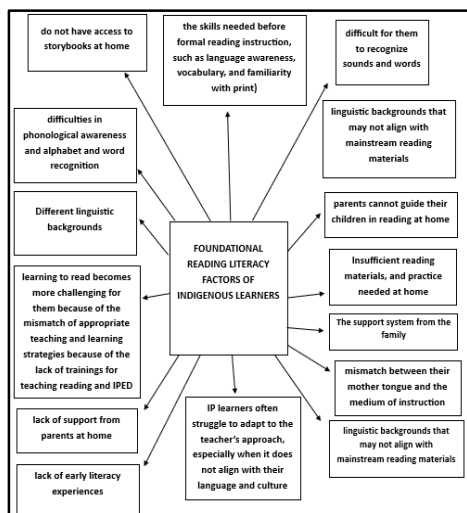 do not have access to
storybooks at home
the skills needed before
formal reading instruction,
such as language awareness,
vocabulary, and familiarity
with print)
difficult for them
to recognize
sounds and words
difficulties in
phonological awareness
and alphabet and word
recognition
linguistic backgrounds that
may not align with
mainstream reading
materials
Different linguistic
backgrounds
parents cannot guide their
children in reading at home
FOUNDATIONAL
READING LITERACY
FACTORS OF
INDIGENOUS LEARNERS
learning to read becomes
more challenging for
them because of the
mismatch of appropriate
teaching and learning
strategies because of the
lack of trainings for
teaching reading and IPED
Insufficient reading
materials, and practice
needed at home
The support system from the
family
mismatch between their
mother tongue and the
medium of instruction
lack of support from
parents at home
IP learners often
struggle to adapt to the
teacher's approach,
especially when it does
not align with their
language and culture
linguistic backgrounds that
may not align with
mainstream reading materials
lack of early literacy
experiences